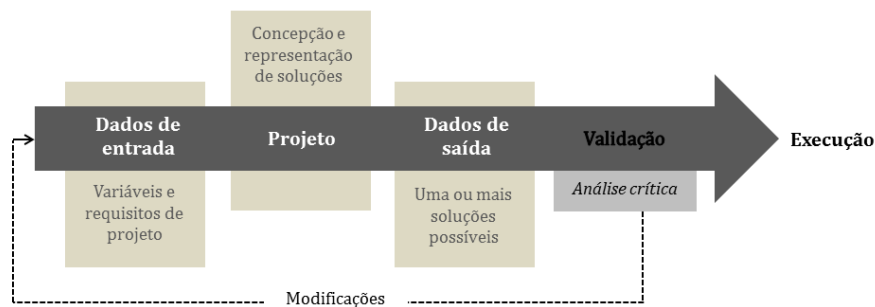 Concepção e
representação
de soluções
Dados de
entrada
Projeto
Dados de
saída
Validação
Execução
Variáveis e
requisitos de
projeto
Uma ou mais
soluções
possíveis
Análise crítica
Modificações